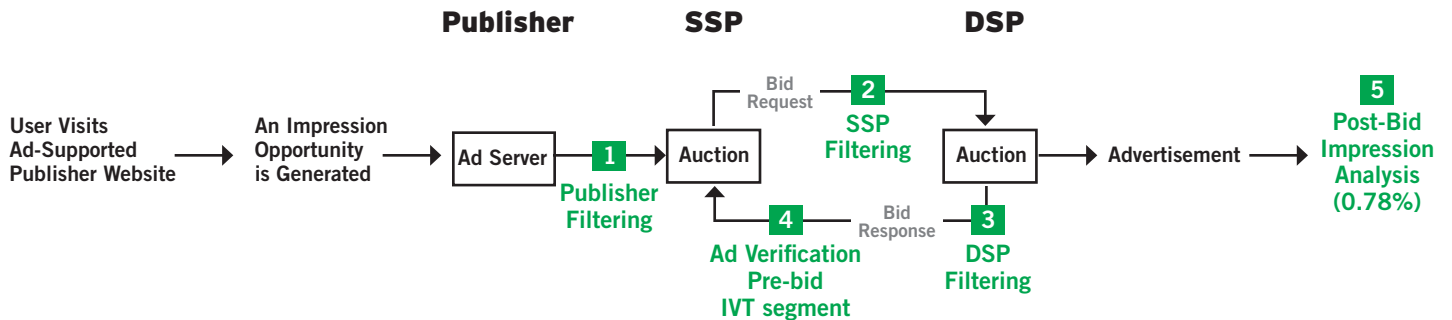 Publisher
SSP
DSP
User Visits
Ad-Supported
Publisher Website
An Impression
Opportunity
is Generated
Ad Server
1
Publisher
Filtering
Auction
Bid
Request
2
SSP
Filtering
Auction
Bid
Response
3
DSP
Filtering
4
Ad Verification
Pre-bid
IVT segment
Advertisement
5
Post-Bid
Impression
Analysis
(0.78%)